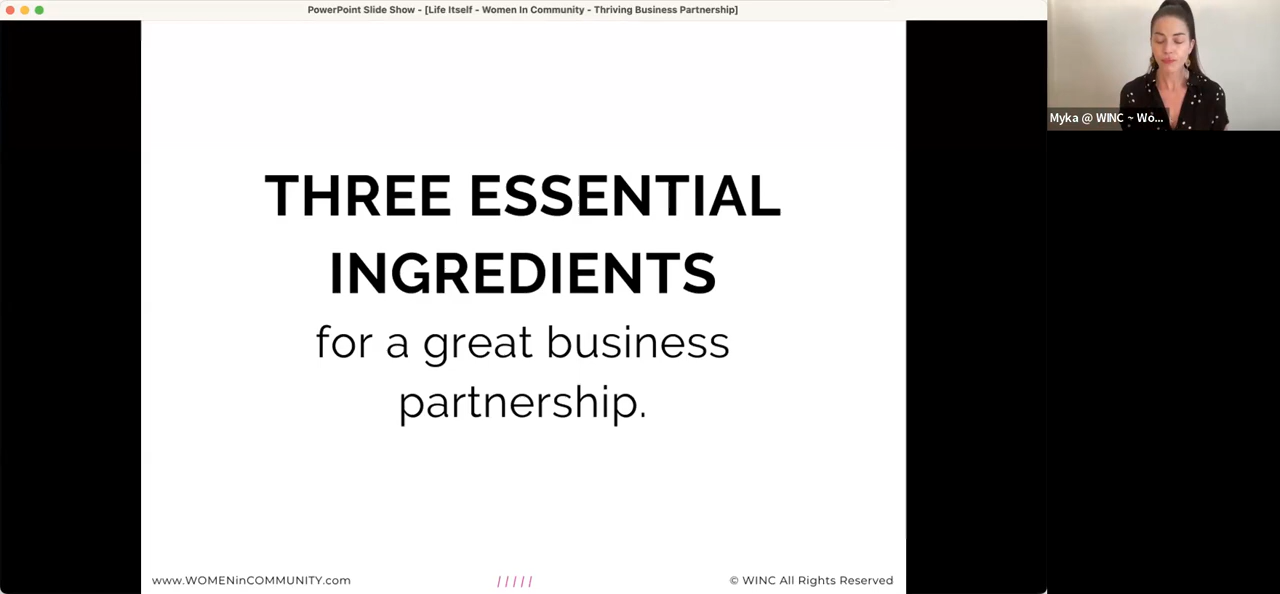 PowerPoint Slide Show - [Life Itself - Women In Community - Thriving Business Partnership]
THREE ESSENTIAL
INGREDIENTS
for a great business
partnership.
www.WOMENinCOMMUNITY.com
/ / / / /
© WINC All Rights Reserved
Myka @ WINC ~ Wo...